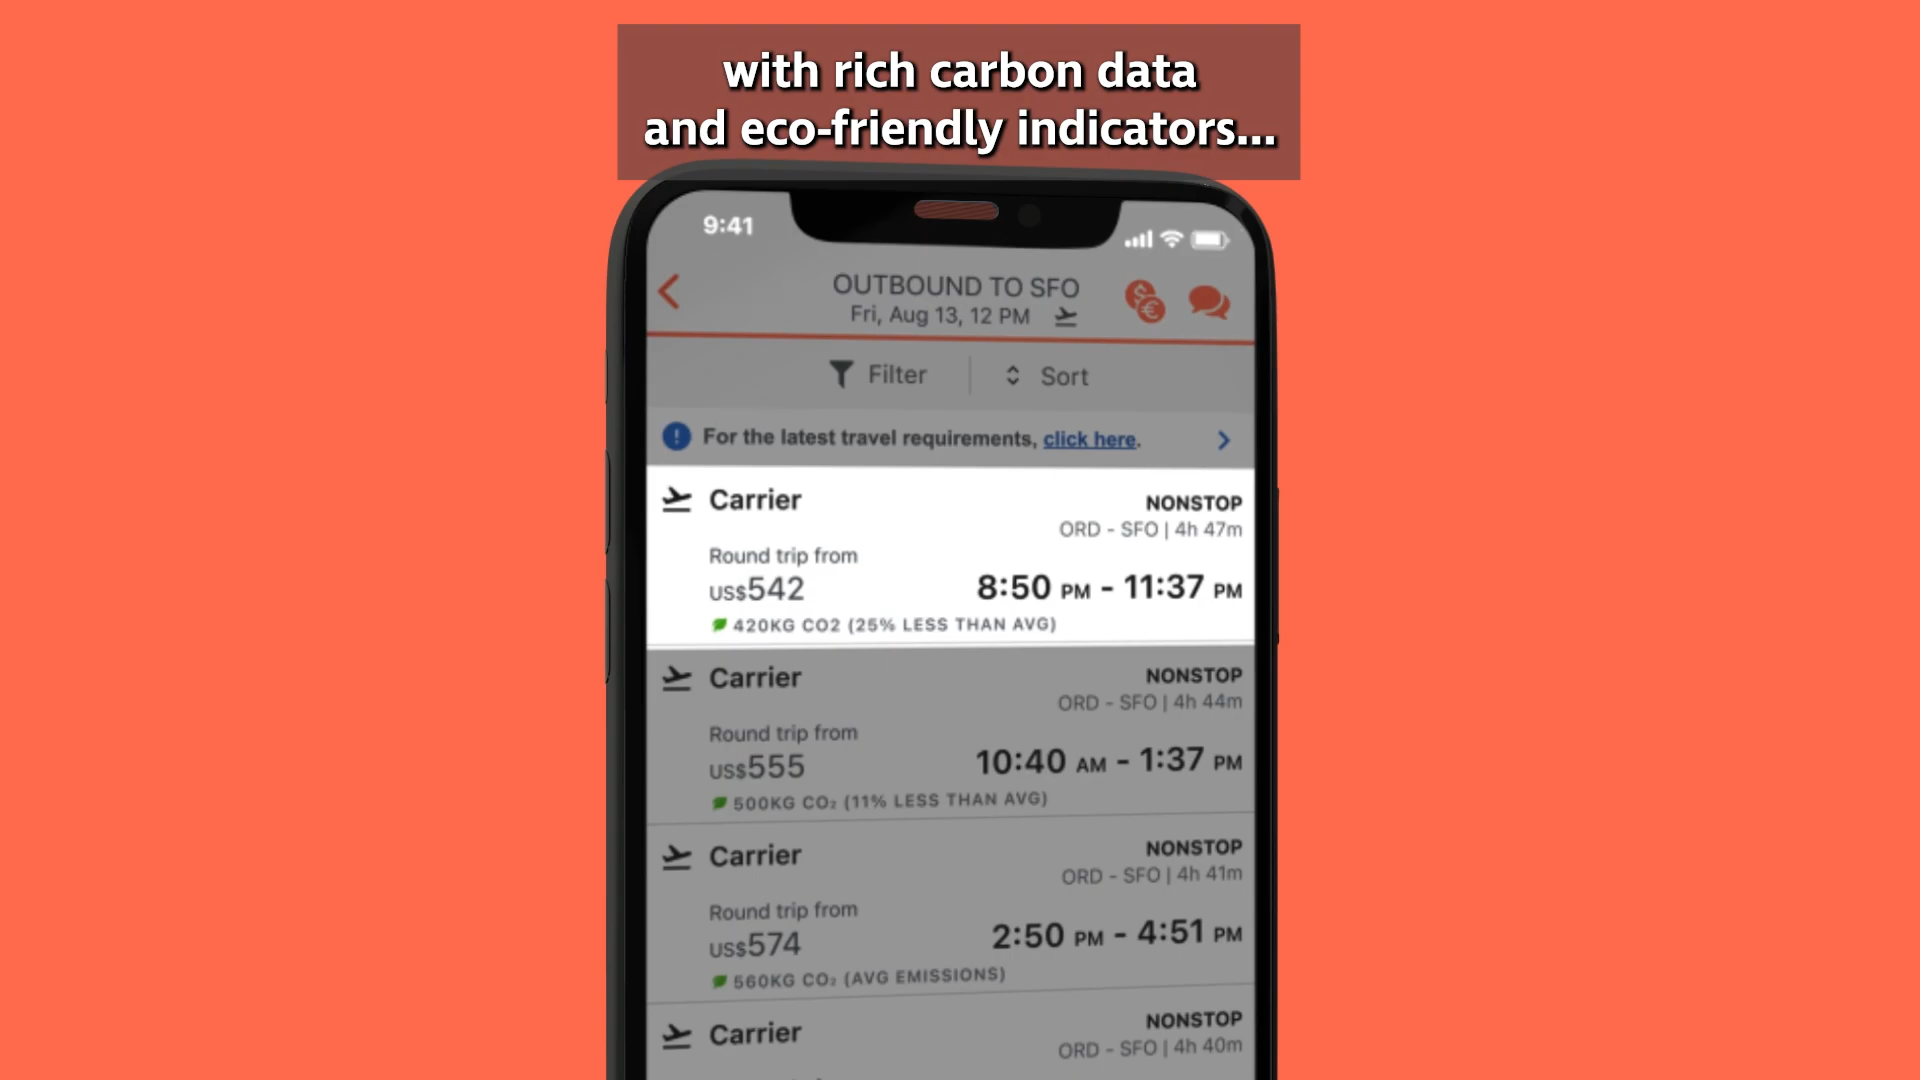 with rich carbon data
and eco-friendly indicators...
9:41
OUTBOUND TO SFO
Fri, Aug 13, 12 PM
Filter
Sort
For the latest travel requirements, click here.
Carrier
NONSTOP
ORD - SFO | 4h 47m
Round trip from
US$542
8:50 PM - 11:37 PM
420KG CO2 (25% LESS THAN AVG)
Carrier
NONSTOP
ORD - SFO | 4h 44m
Round trip from
US$555
10:40 AM - 1:37 PM
500KG CO₂ (11% LESS THAN AVG)
Carrier
NONSTOP
ORD - SFO | 4h 41m
Round trip from
US$574
2:50 PM - 4:51 PM
560KG CO₂ (AVG EMISSIONS)
Carrier
NONSTOP
ORD - SFO | 4h 40m